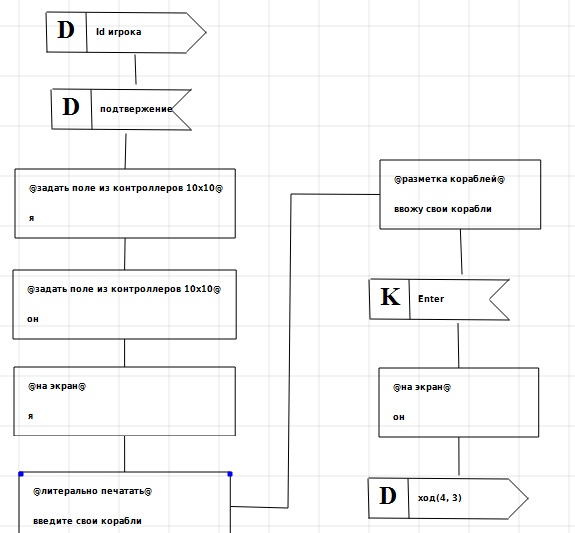 D Id игрока
D подтвержение
@задать поле из контроллеров 10x10@
я
@задать поле из контроллеров 10x10@
он
@на экран@
я
@литерально печатать@
введите свои корабли
@разметка кораблей@
ввожу свои корабли
K Enter
@на экран@
он
D ход(4, 3)